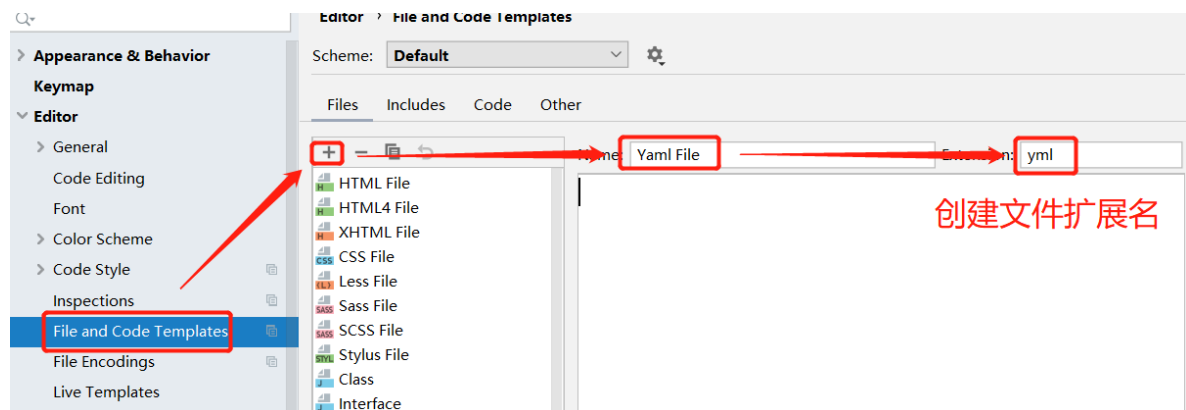 Editor › File and Code Templates
Appearance & Behavior
Keymap
Editor
General
Code Editing
Font
Color Scheme
Code Style
Inspections
File and Code Templates
File Encodings
Live Templates
Scheme: Default
Files Includes Code Other
Name: Yaml File Extension: yml
HTML File
HTML4 File
XHTML File
CSS File
Less File
Sass File
SCSS File
Stylus File
Class
Interface
创建文件扩展名